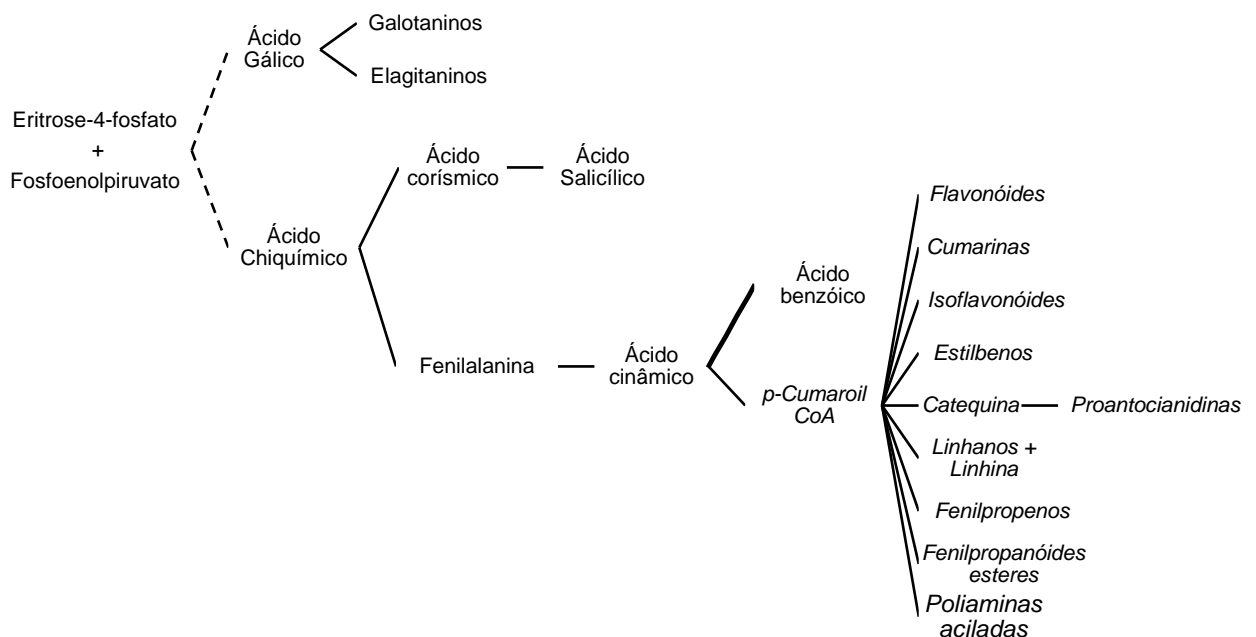 Ácido
Gálico
Galotaninos
Elagitaninos
Eritrose-4-fosfato
+
Fosfoenolpiruvato
Ácido
Chiquímico
Ácido
corísmico
Ácido
Salicílico
Fenilalanina
Ácido
cinâmico
Ácido
benzóico
p-Cumaroil
CoA
Flavonóides
Cumarinas
Isoflavonóides
Estilbenos
Catequina
Proantocianidinas
Linhanos +
Linhina
Fenilpropenos
Fenilpropanóides
esteres
Poliaminas
aciladas